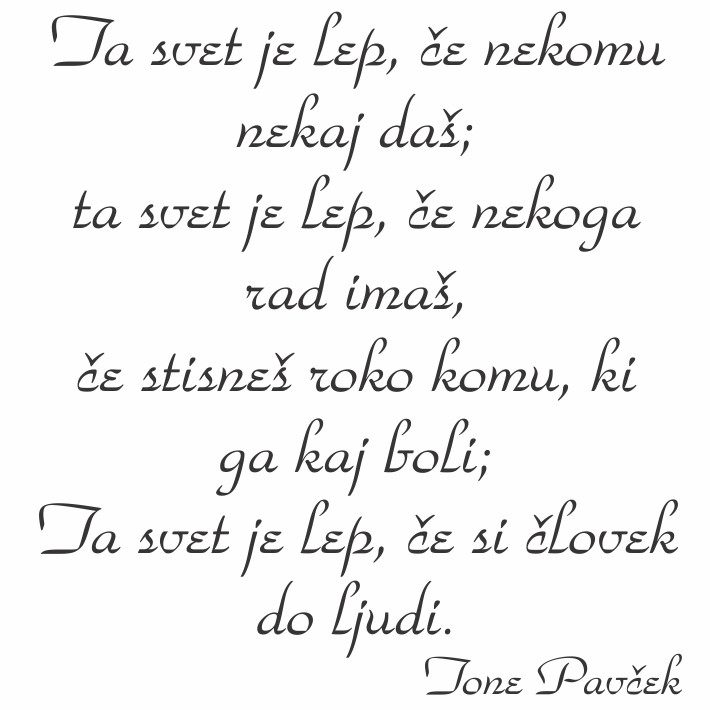 Ta svet je lep, če nekomu
nekaj daš;
ta svet je lep, če nekoga
rad imaš,
če stisneš roko komu, ki
ga kaj boli;
Ta svet je lep, če si človek
do ljudi.
Tone Pavček